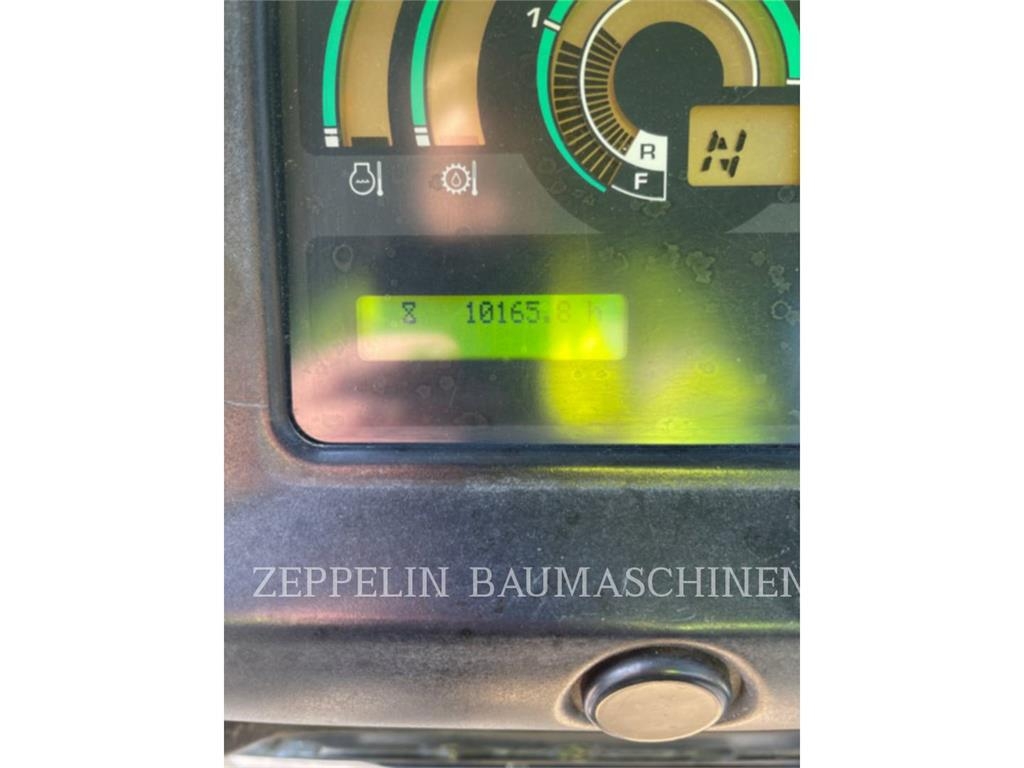 1
R
F
N
10165.8 h
ZEPPELIN BAUMASCHINEN